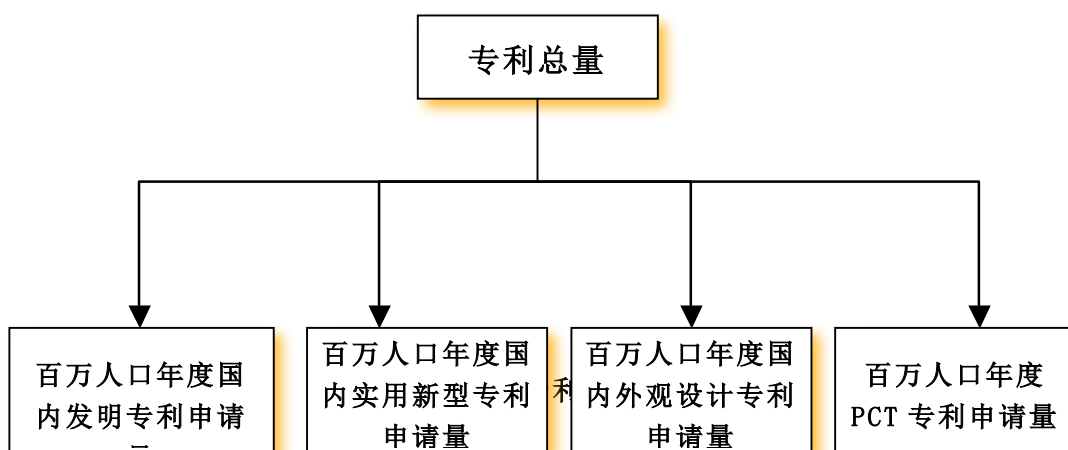 专利总量
百万人口年度国
内发明专利申请
百万人口年度国
内实用新型专利
申请量
利
百万人口年度国
内外观设计专利
申请量
百万人口年度
PCT 专利申请量